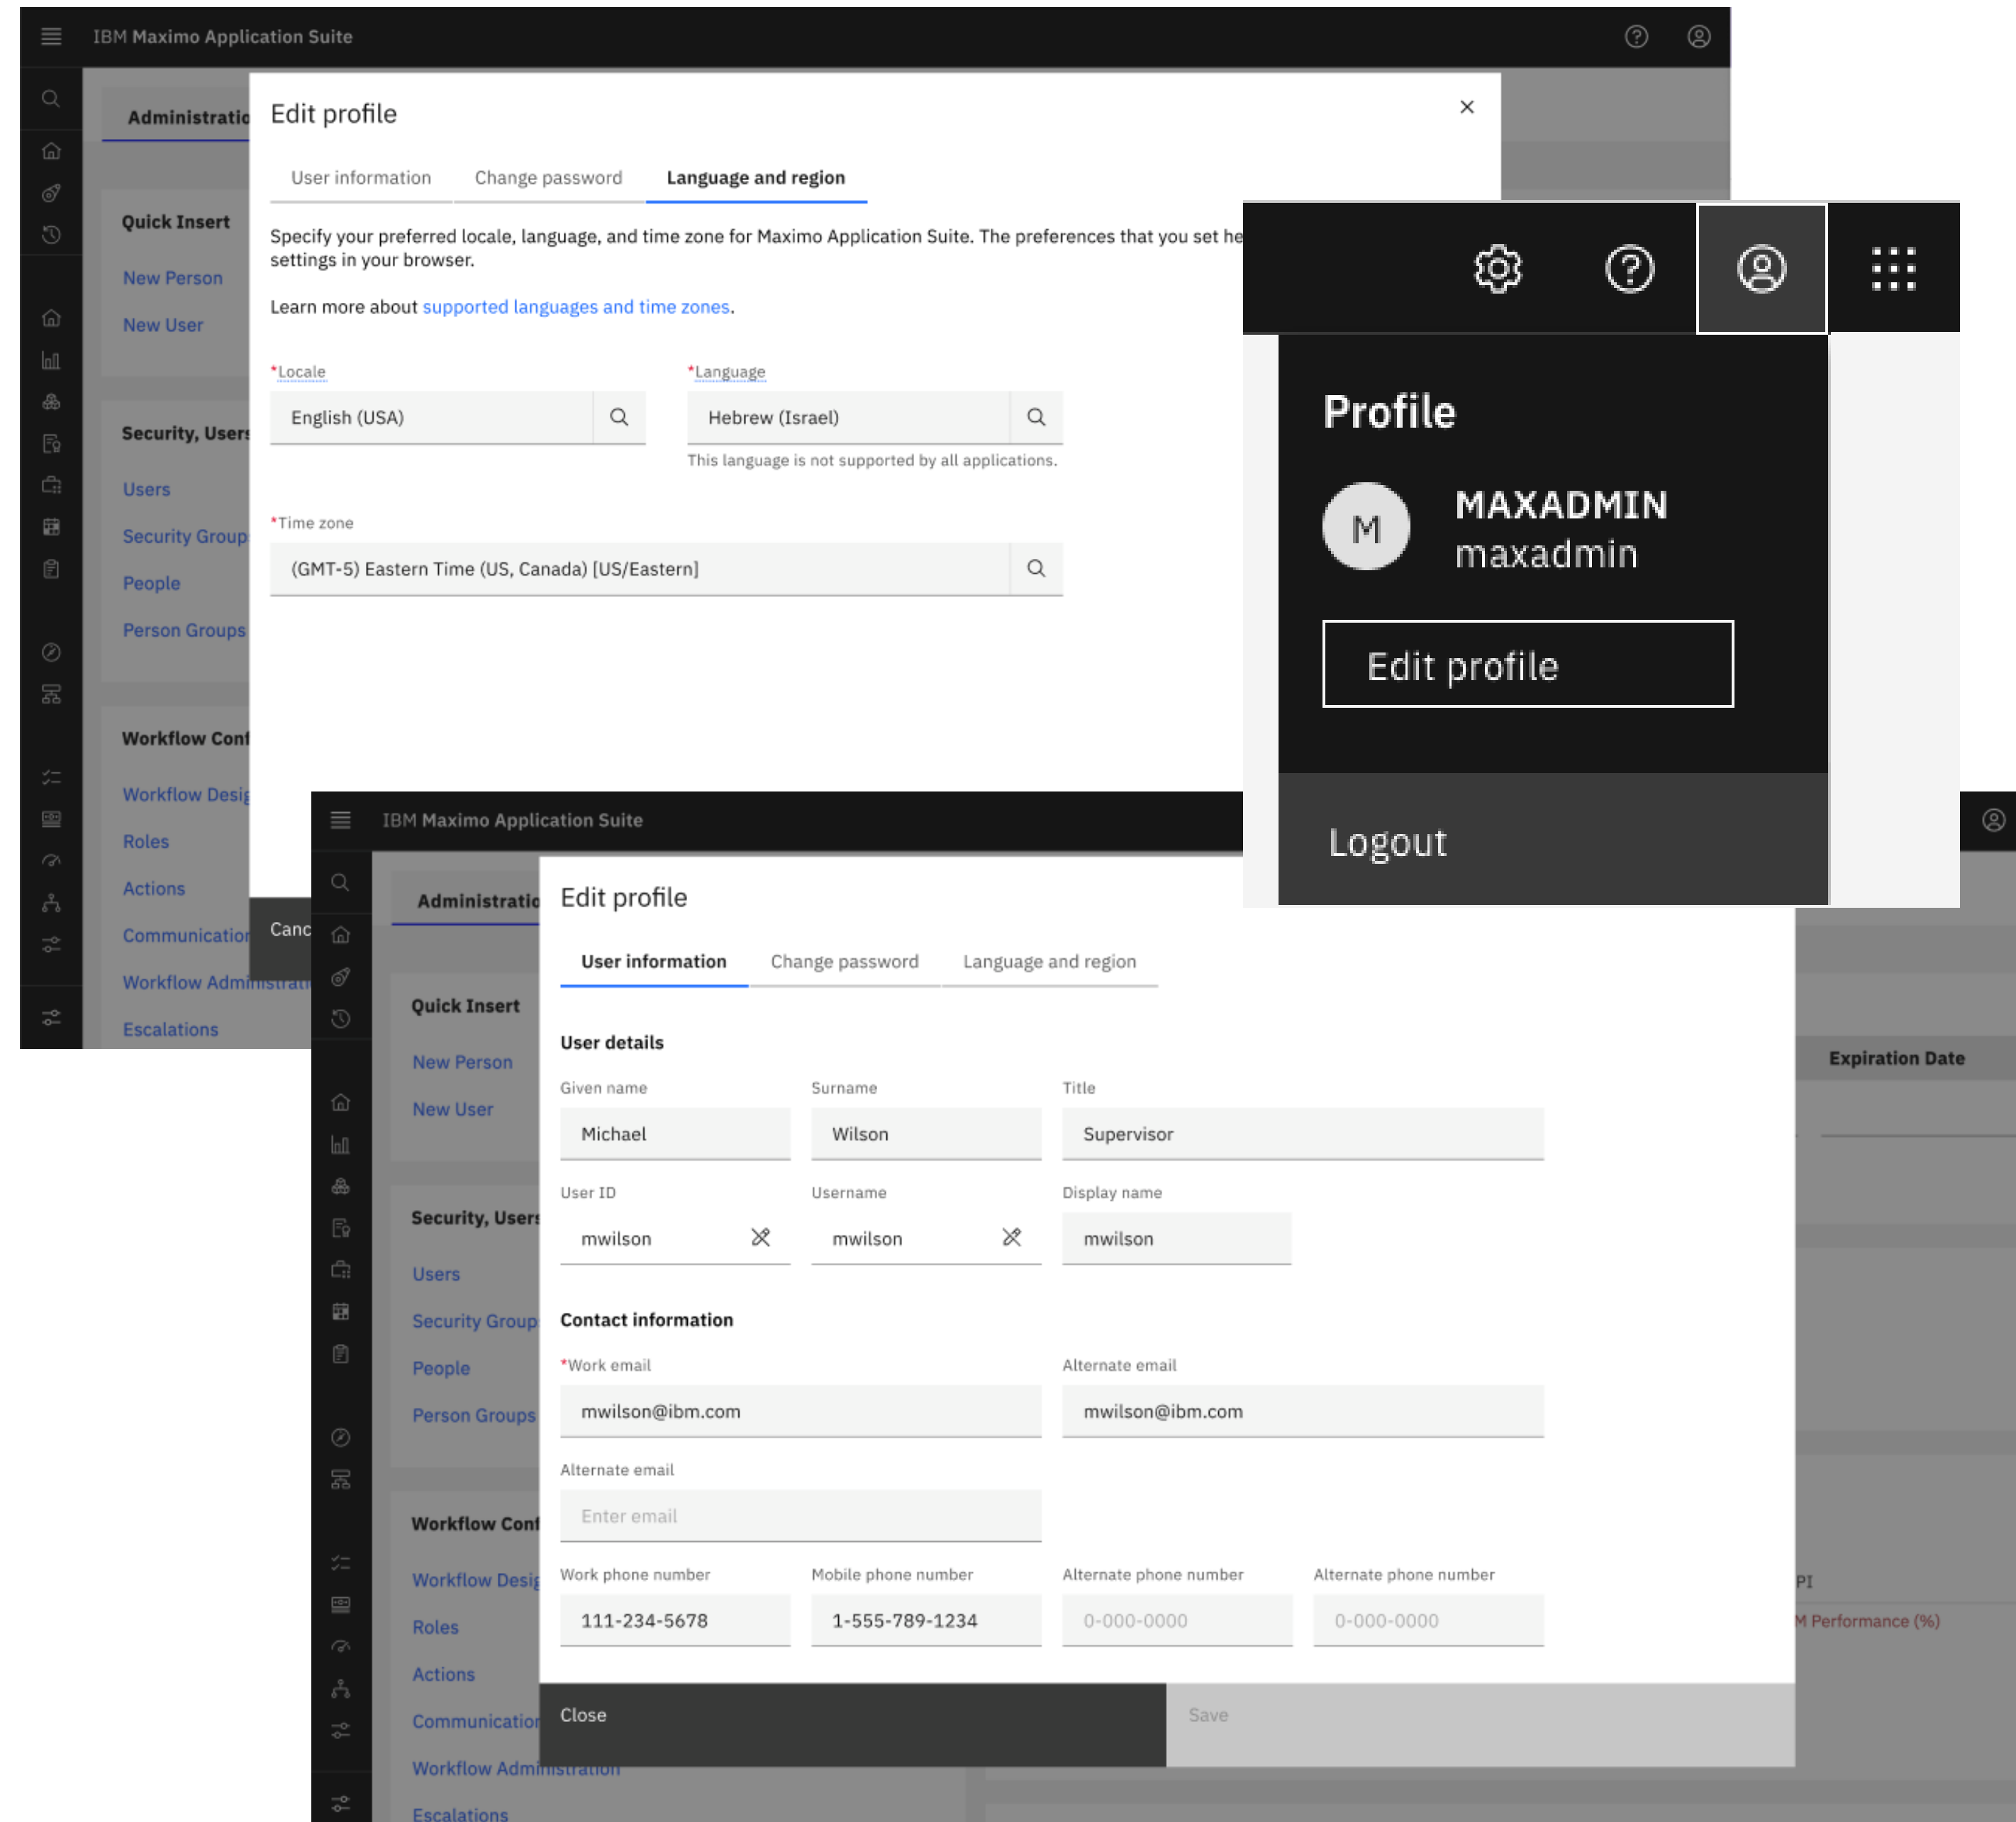 IBM Maximo Application Suite
Administratio
Edit profile
User information
Change password
Language and region
Quick Insert
New Person
New User
Specify your preferred locale, language, and time zone for Maximo Application Suite. The preferences that you set he
settings in your browser.
Learn more about supported languages and time zones.
*Locale
*Language
English (USA)
Hebrew (Israel)
This language is not supported by all applications.
*Time zone
(GMT-5) Eastern Time (US, Canada) [US/Eastern]
Security, Users
Users
Security Group
People
Person Groups
Workflow Conf
Workflow Desig
Roles
Actions
Communication
Workflow Administrati
Escalations
Canc
Profile
M
MAXADMIN
maxadmin
Edit profile
Logout
IBM Maximo Application Suite
Administratio
Edit profile
User information
Change password
Language and region
Quick Insert
New Person
New User
Security, Users
Users
Security Group
People
Person Groups
Workflow Conf
Workflow Desig
Roles
Actions
Communication
Workflow Administration
Escalations
User details
Given name
Surname
Title
Michael
Wilson
Supervisor
User ID
Username
Display name
mwilson
mwilson
mwilson
Contact information
*Work email
Alternate email
mwilson@ibm.com
mwilson@ibm.com
Alternate email
Enter email
Work phone number
Mobile phone number
Alternate phone number
Alternate phone number
111-234-5678
1-555-789-1234
0-000-0000
0-000-0000
Close
Save
Expiration Date
PI
M Performance (%)